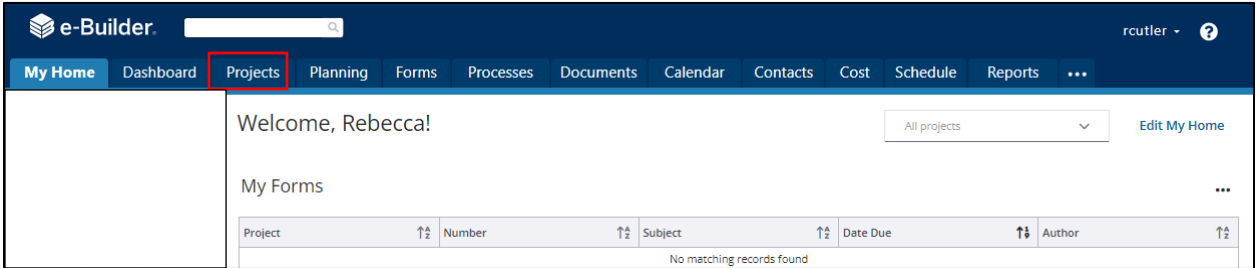 e-Builder.
rcutler
?
My Home Dashboard Projects Planning Forms Processes Documents Calendar Contacts Cost Schedule Reports •••
Welcome, Rebecca!
All projects
Edit My Home
My Forms
•••
Project Number Subject Date Due Author
No matching records found